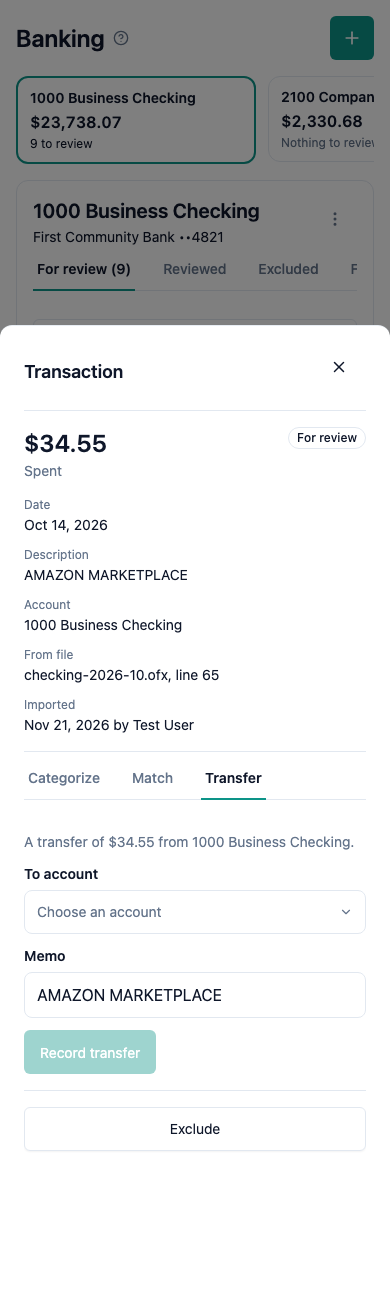 Banking
1000 Business Checking
$23,738.07
9 to review
2100 Compan
$2,330.68
Nothing to review
1000 Business Checking
First Community Bank ••4821
For review (9)
Reviewed
Excluded
F
Transaction
$34.55
For review
Spent
Date
Oct 14, 2026
Description
AMAZON MARKETPLACE
Account
1000 Business Checking
From file
checking-2026-10.ofx, line 65
Imported
Nov 21, 2026 by Test User
Categorize
Match
Transfer
A transfer of $34.55 from 1000 Business Checking.
To account
Choose an account
Memo
AMAZON MARKETPLACE
Record transfer
Exclude